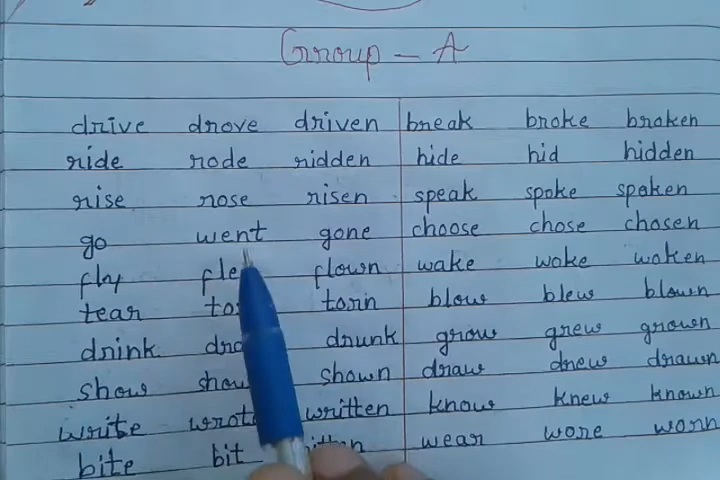 Group - A
drive drove driven break broke broken
ride rode ridden hide hid hidden
rise rose risen speak spoke spoken
go went gone choose chose chosen
fly flown wake woke woken
tear torn blow blew blown
drink drunk grow grew grown
show shown draw drew drawn
write wrote written know knew known
bite bit wear wore worn